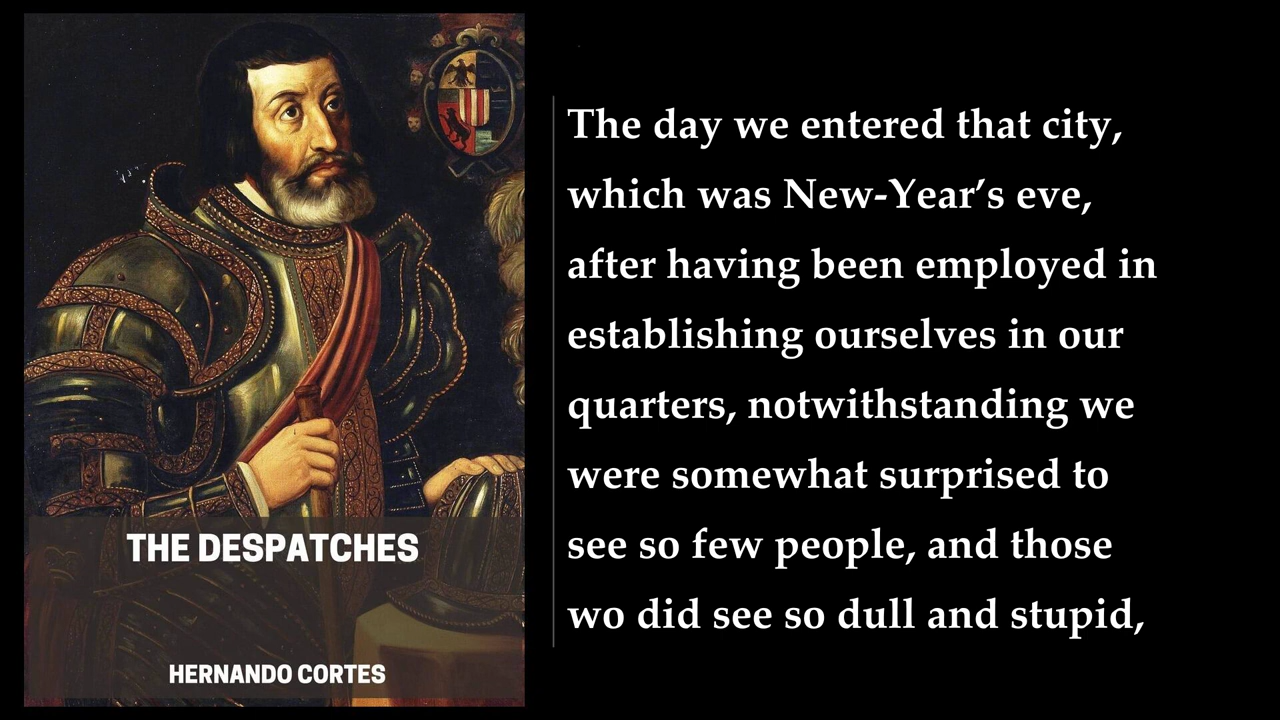 The day we entered that city,
which was New-Year’s eve,
after having been employed in
establishing ourselves in our
quarters, notwithstanding we
were somewhat surprised to
see so few people, and those
wo did see so dull and stupid,
THE DESPATCHES
HERNANDO CORTES